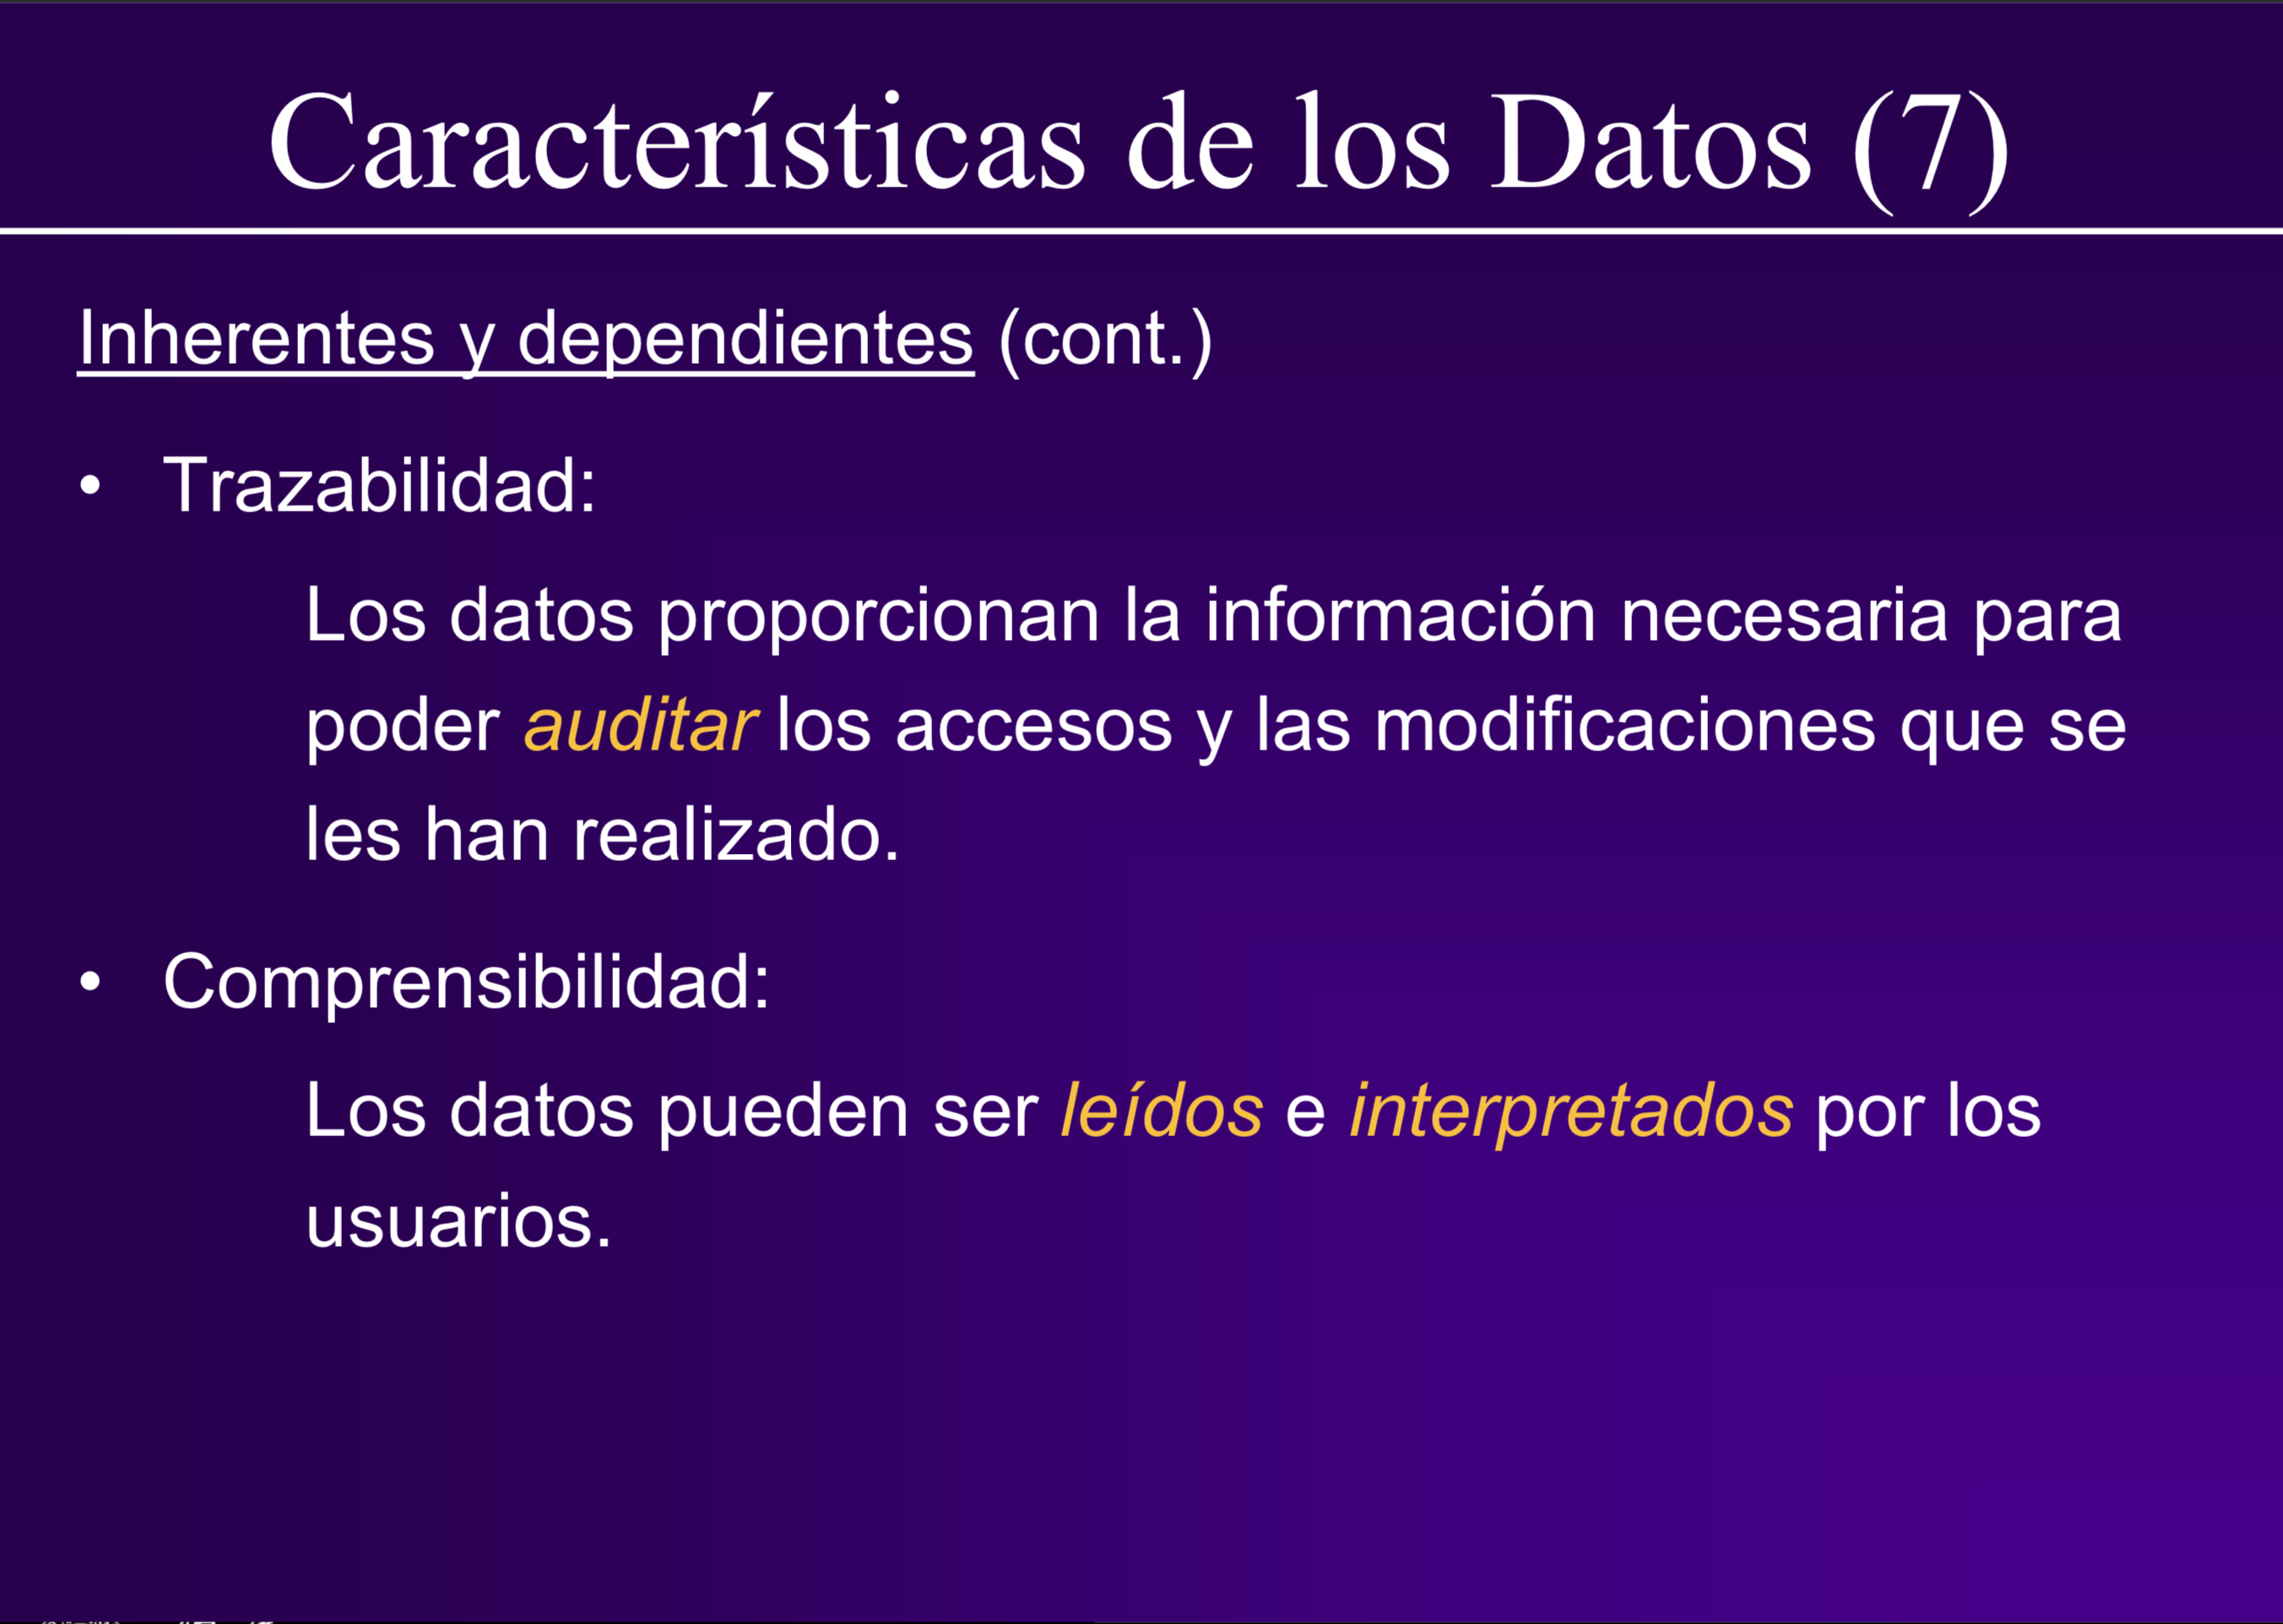 Características de los Datos (7)
Inherentes y dependientes (cont.)
• Trazabilidad:
Los datos proporcionan la información necesaria para
poder auditar los accesos y las modificaciones que se
les han realizado.
• Comprensibilidad:
Los datos pueden ser leídos e interpretados por los
usuarios.